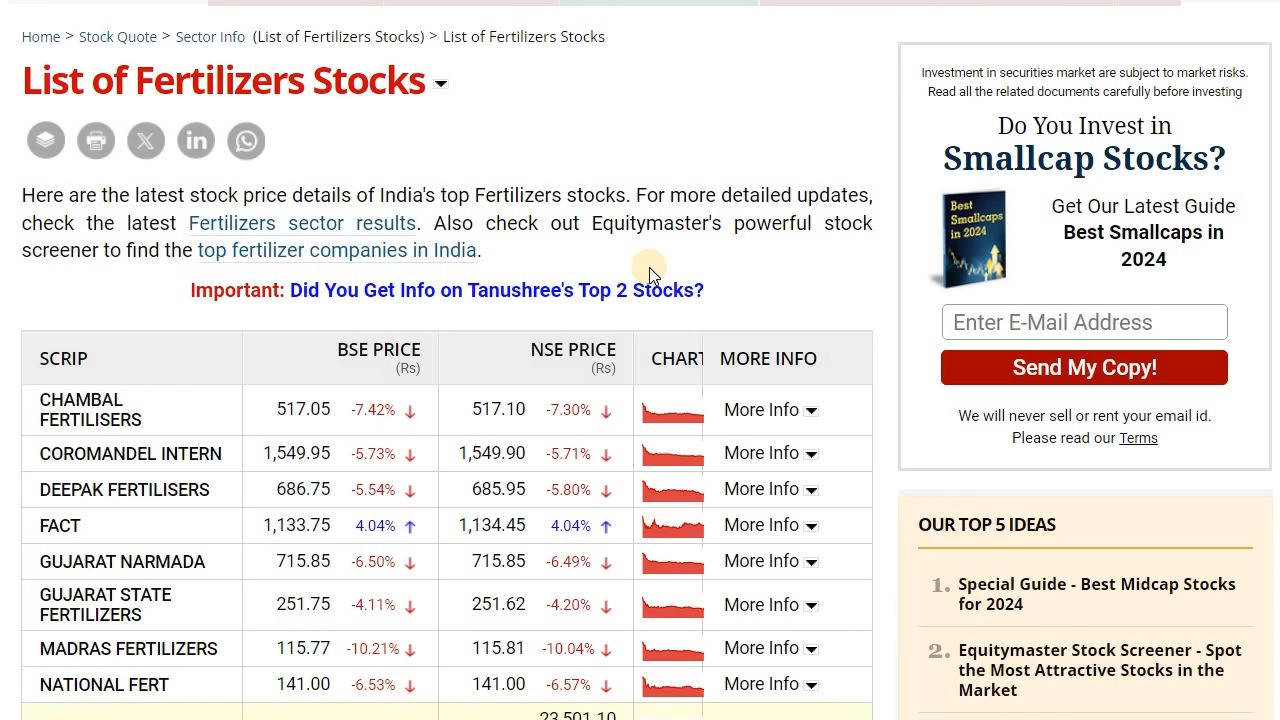 Home > Stock Quote > Sector Info (List of Fertilizers Stocks) > List of Fertilizers Stocks
List of Fertilizers Stocks
Here are the latest stock price details of India's top Fertilizers stocks. For more detailed updates,
check the latest Fertilizers sector results. Also check out Equitymaster's powerful stock
screener to find the top fertilizer companies in India.
Important: Did You Get Info on Tanushree's Top 2 Stocks?
SCRIP BSE PRICE (Rs) NSE PRICE (Rs) CHART MORE INFO
CHAMBAL
FERTILISERS 517.05 -7.42% 517.10 -7.30% More Info
COROMANDEL INTERN 1,549.95 -5.73% 1,549.90 -5.71% More Info
DEEPAK FERTILISERS 686.75 -5.54% 685.95 -5.80% More Info
FACT 1,133.75 4.04% 1,134.45 4.04% More Info
GUJARAT NARMADA 715.85 -6.50% 715.85 -6.49% More Info
GUJARAT STATE
FERTILIZERS 251.75 -4.11% 251.62 -4.20% More Info
MADRAS FERTILIZERS 115.77 -10.21% 115.81 -10.04% More Info
NATIONAL FERT 141.00 -6.53% 141.00 -6.57% More Info
23,501.10
Investment in securities market are subject to market risks.
Read all the related documents carefully before investing
Do You Invest in
Smallcap Stocks?
Best
Smallcaps
in 2024
Get Our Latest Guide
Best Smallcaps in
2024
Enter E-Mail Address
Send My Copy!
We will never sell or rent your email id.
Please read our Terms
OUR TOP 5 IDEAS
1. Special Guide - Best Midcap Stocks
for 2024
2. Equitymaster Stock Screener - Spot
the Most Attractive Stocks in the
Market